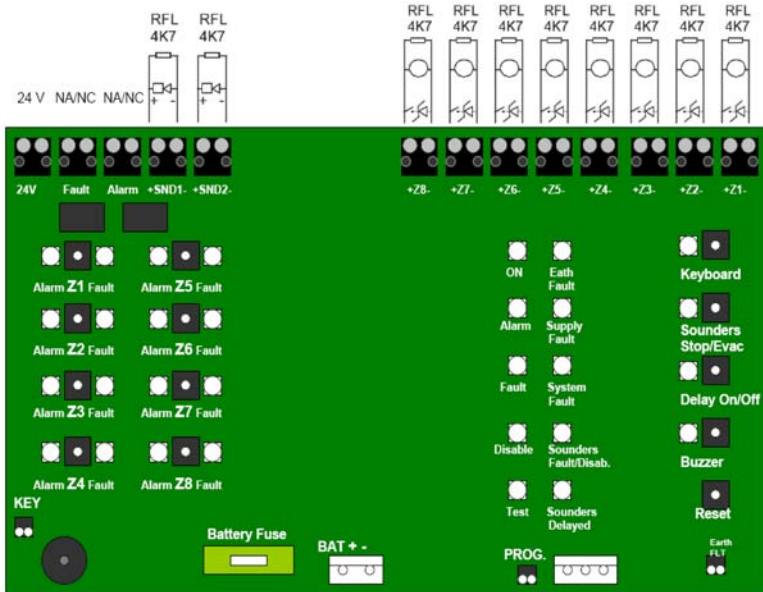 RFL RFL RFL RFL RFL RFL RFL RFL RFL RFL
4K7 4K7 4K7 4K7 4K7 4K7 4K7 4K7 4K7 4K7
24 V NA/NC NA/NC + - + -
24V Fault Alarm +SND1- +SND2- +Z8- +Z7- +Z6- +Z5- +Z4- +Z3- +Z2- +Z1-
Alarm Z1 Fault Alarm Z5 Fault
Alarm Z2 Fault Alarm Z6 Fault
Alarm Z3 Fault Alarm Z7 Fault
Alarm Z4 Fault Alarm Z8 Fault
ON Eath
Fault
Alarm Supply
Fault
Fault System
Fault
Disable Sounders
Fault/Disab.
Test Sounders
Delayed
Keyboard
Sounders
Stop/Evac
Delay On/Off
Buzzer
Reset
KEY
Battery Fuse
BAT + -
PROG.
Earth
FLT